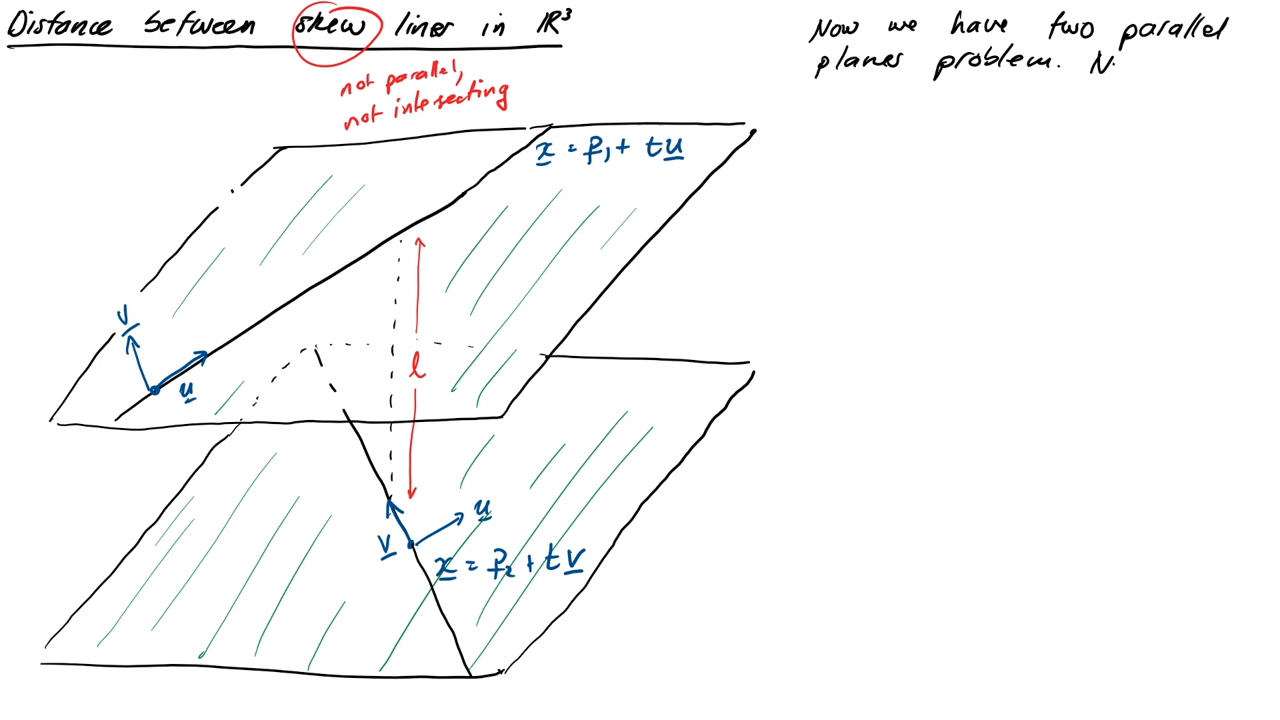 Distance between skew lines in ℝ³
not parallel,
not intersecting
Now we have two parallel
planes problem. N
x = p₁ + tu
v
u
l
u
v
x = p₂ + tv